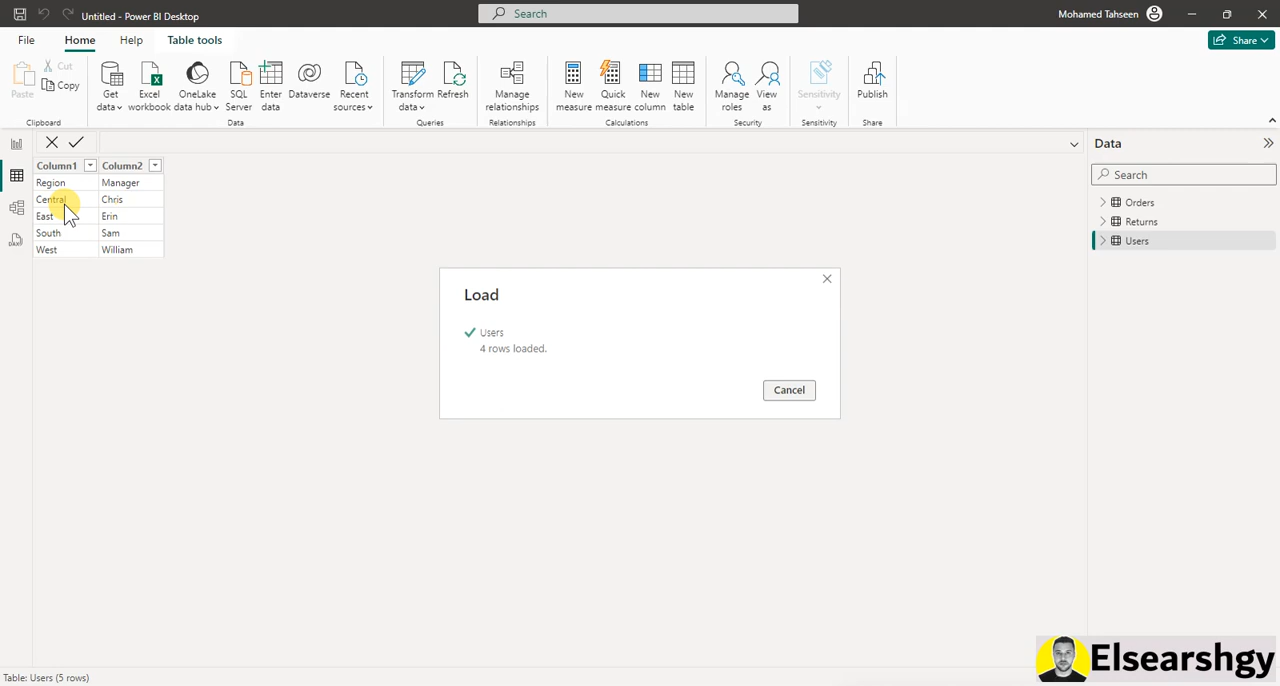 Untitled - Power BI Desktop
Search
Mohamed Tahseen
File
Home
Help
Table tools
Share
Paste
Cut
Copy
Clipboard
Get data
Excel workbook
OneLake data hub
SQL Server
Enter data
Dataverse
Recent sources
Data
Transform data
Refresh
Queries
Manage relationships
Relationships
New measure
Quick measure
New column
New table
Calculations
Manage roles
View as
Security
Sensitivity
Sensitivity
Publish
Share
Column1 Column2
Region Manager
Central Chris
East Erin
South Sam
West William
Load
Users
4 rows loaded.
Cancel
Data
Search
Orders
Returns
Users
Table: Users (5 rows)
Elsearshgy